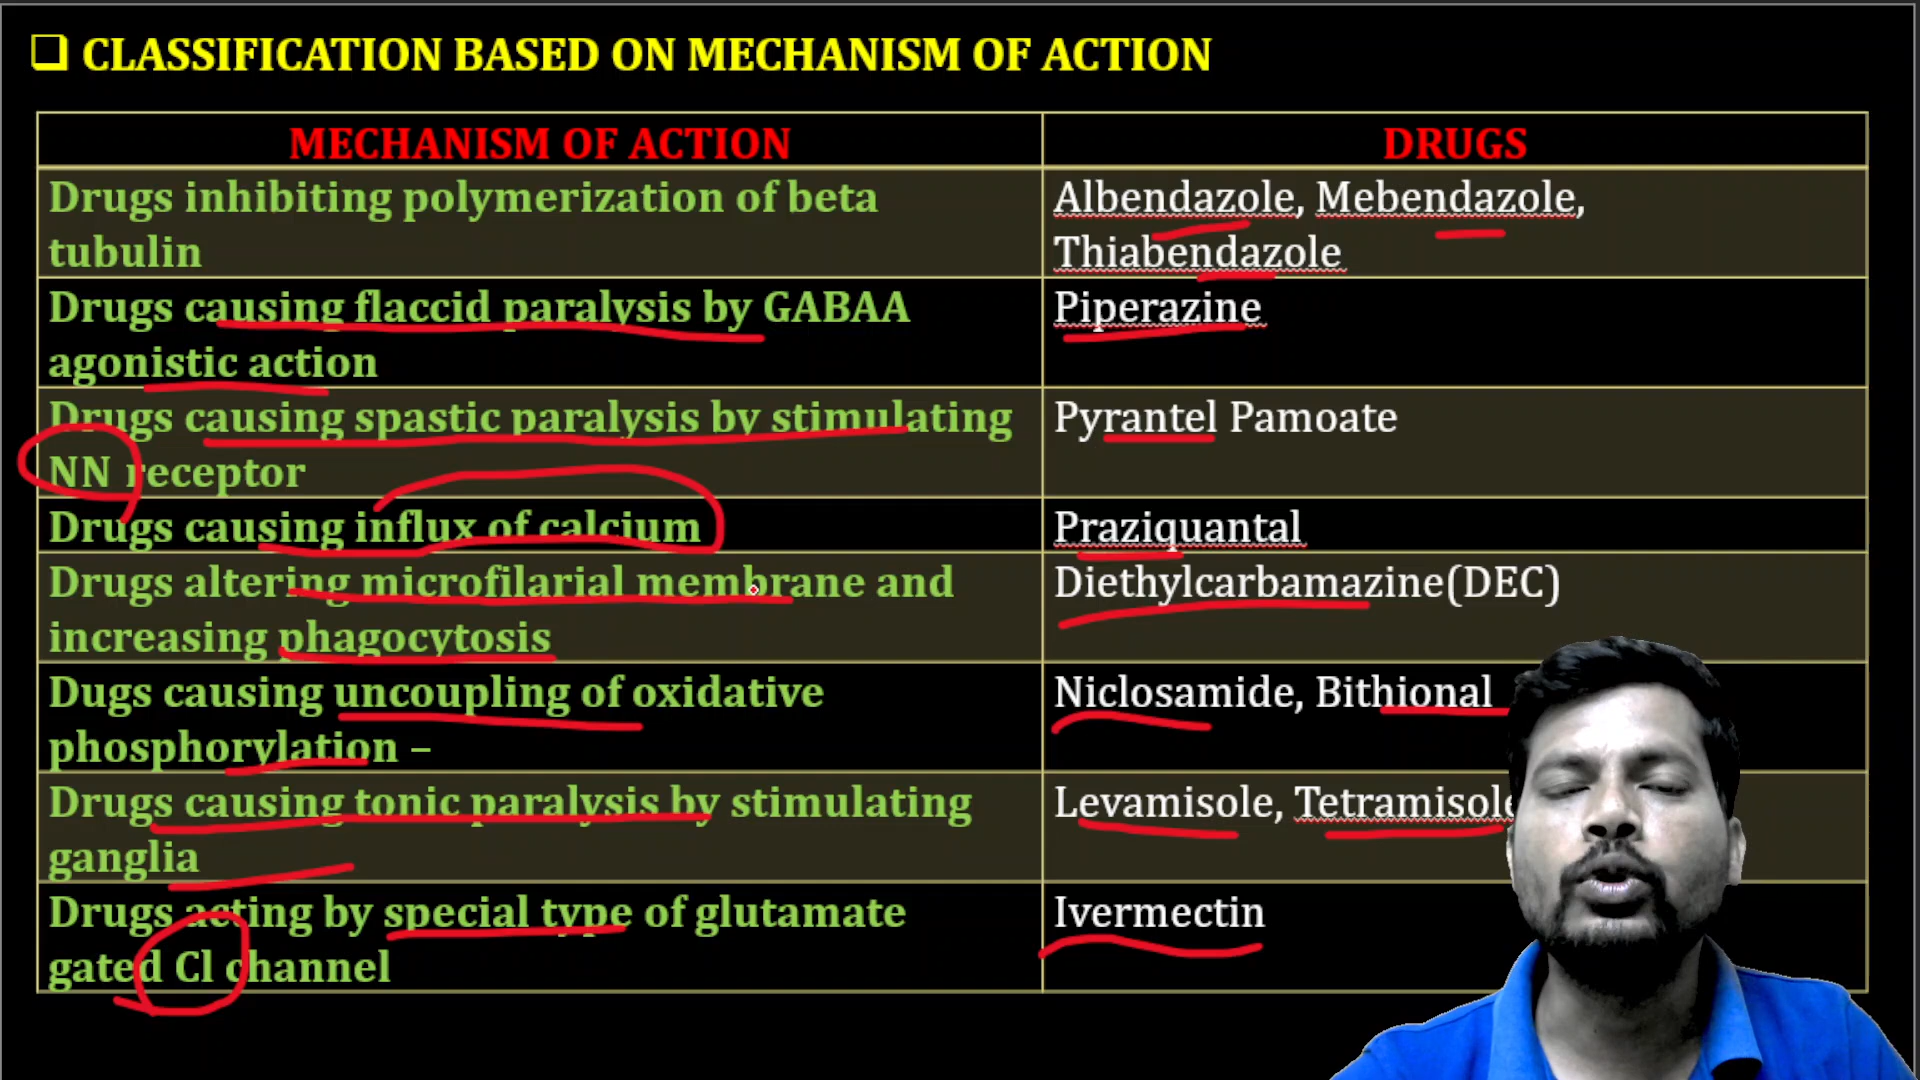 CLASSIFICATION BASED ON MECHANISM OF ACTION
MECHANISM OF ACTION
DRUGS
Drugs inhibiting polymerization of beta
tubulin
Albendazole, Mebendazole,
Thiabendazole
Drugs causing flaccid paralysis by GABAA
agonistic action
Piperazine
Drugs causing spastic paralysis by stimulating
NN receptor
Pyrantel Pamoate
Drugs causing influx of calcium
Praziquantal
Drugs altering microfilarial membrane and
increasing phagocytosis
Diethylcarbamazine(DEC)
Dugs causing uncoupling of oxidative
phosphorylation –
Niclosamide, Bithional
Drugs causing tonic paralysis by stimulating
ganglia
Levamisole, Tetramisole
Drugs acting by special type of glutamate
gated Cl channel
Ivermectin